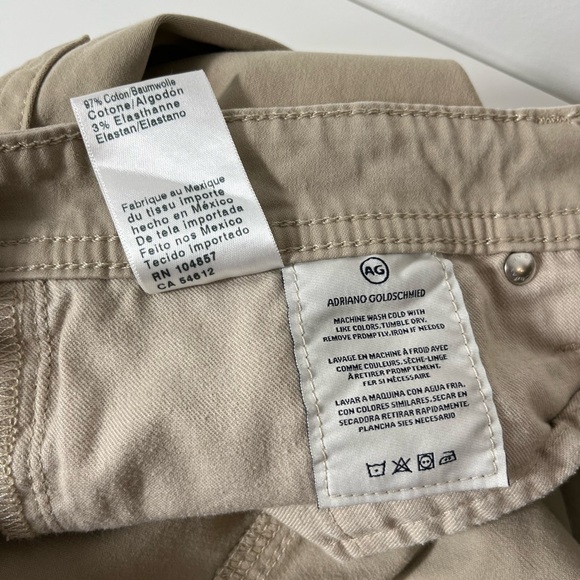 97% Coton/Baumwolle
Cotone/Algodón
3% Elasthanne
Elastan/Elastano
Fabrique au Mexique
du tissu importe
hecho en México
De tela importada
Feito nos Mexico
Tecido Importado
RN 104857
CA 54612
AG
ADRIANO GOLDSCHMIED
MACHINE WASH COLD WITH
LIKE COLORS. TUMBLE DRY.
REMOVE PROMPTLY. IRON IF NEEDED
LAVAGE EN MACHINE À FROID AVEC
COMME COULEURS. SÈCHE-LINGE
À RETIRER PROMPTEMENT.
FER SI NÉCESSAIRE
LAVAR A MAQUINA CON AGUA FRIA.
CON COLORES SIMILARES. SECAR EN
SECADORA RETIRAR RAPIDAMENTE.
PLANCHA SIES NECESARIO